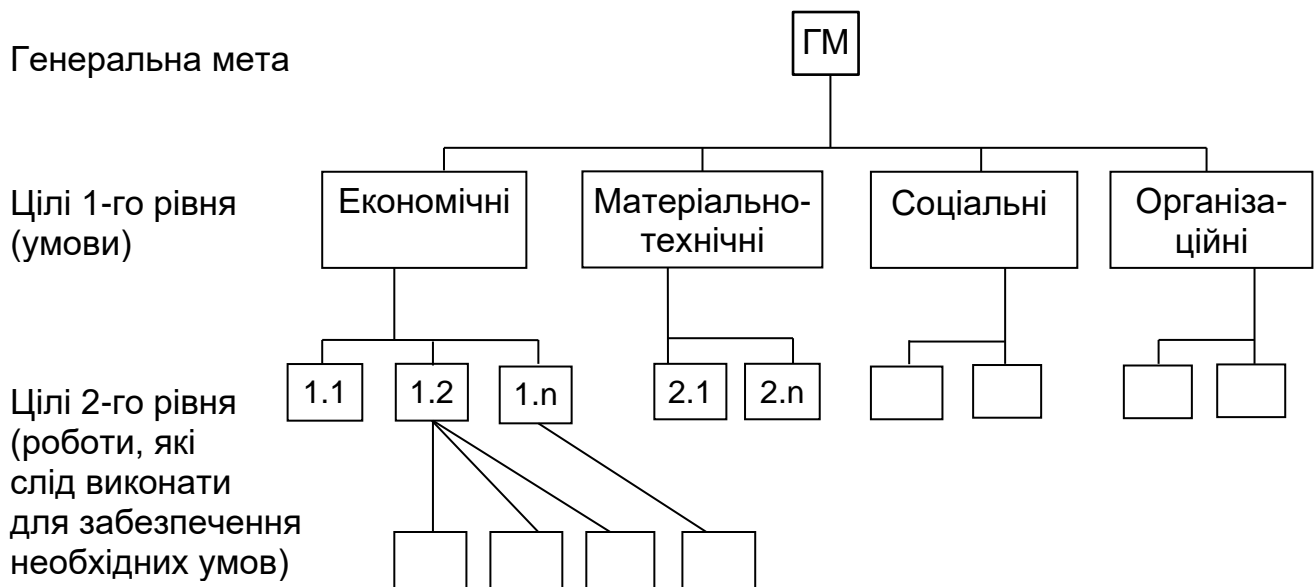 ГМ
Генеральна мета
Цілі 1-го рівня
(умови)
Економічні
Матеріально-
технічні
Соціальні
Організа-
ційні
1.1
1.2
1.n
2.1
2.n
Цілі 2-го рівня
(роботи, які
слід виконати
для забезпечення
необхідних умов)